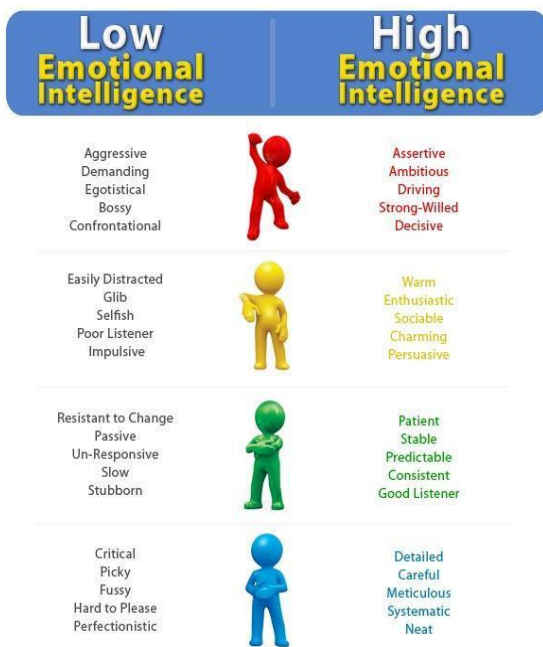 Low
Emotional
Intelligence
High
Emotional
Intelligence
Aggressive
Demanding
Egotistical
Bossy
Confrontational
Assertive
Ambitious
Driving
Strong-Willed
Decisive
Easily Distracted
Glib
Selfish
Poor Listener
Impulsive
Warm
Enthusiastic
Sociable
Charming
Persuasive
Resistant to Change
Passive
Un-Responsive
Slow
Stubborn
Patient
Stable
Predictable
Consistent
Good Listener
Critical
Picky
Fussy
Hard to Please
Perfectionistic
Detailed
Careful
Meticulous
Systematic
Neat